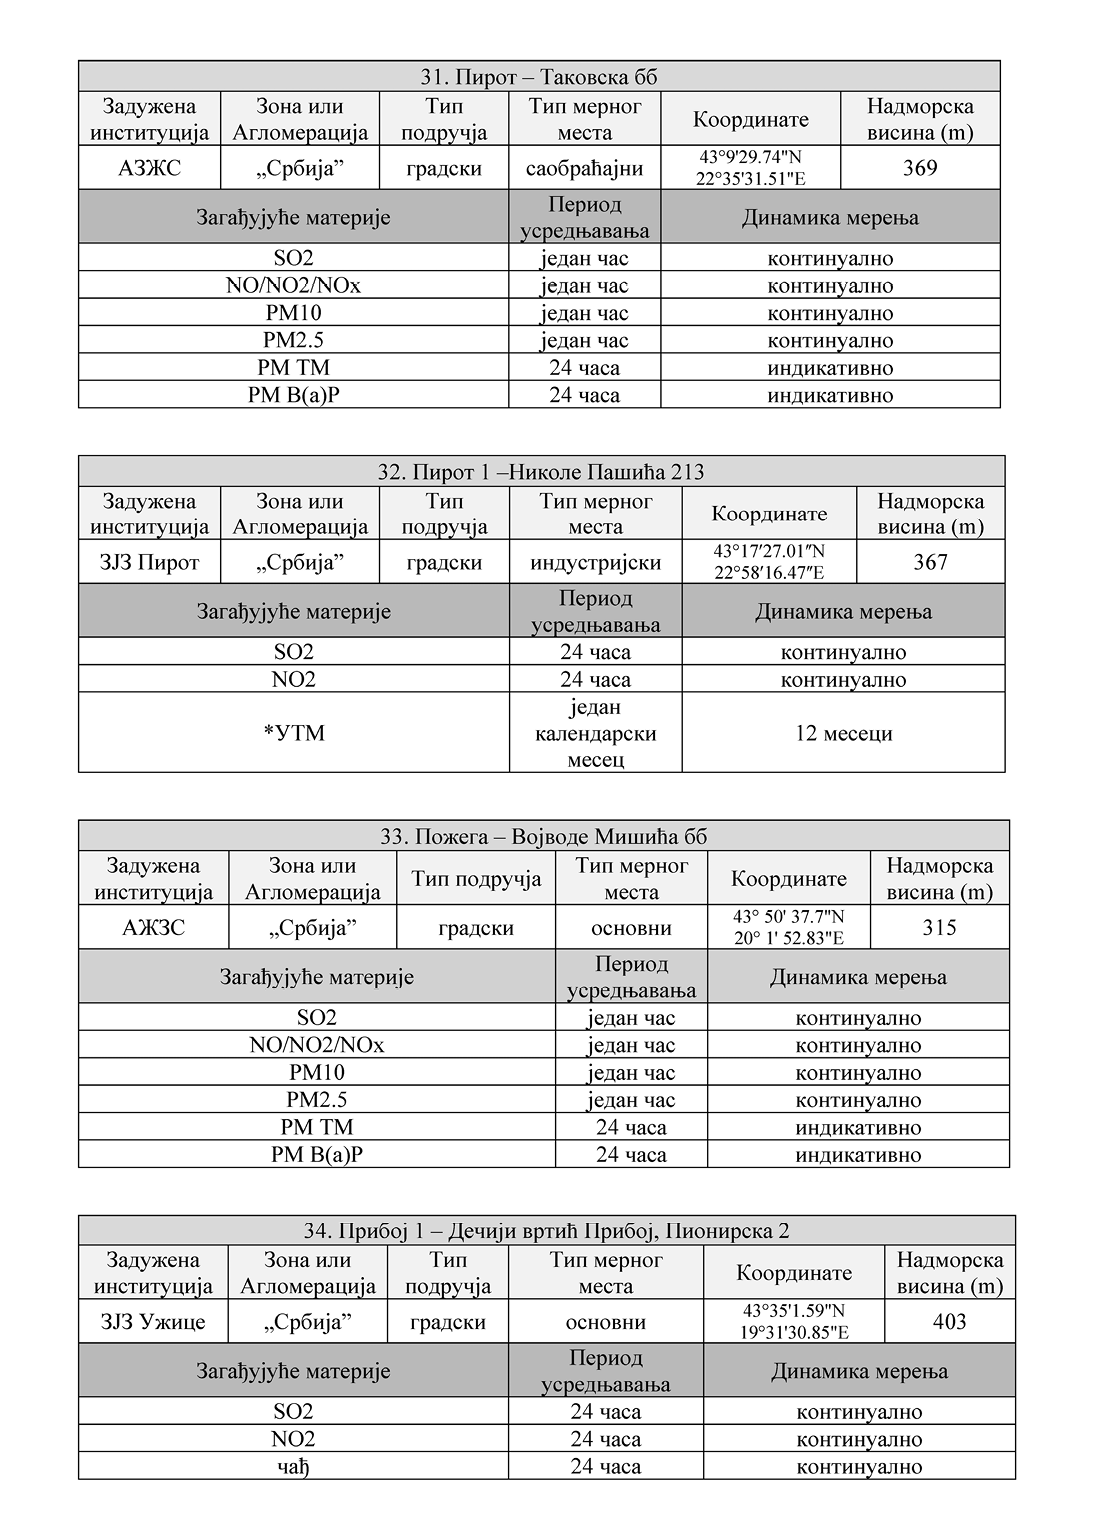 31. Пирот – Таковска бб
Задужена институција Зона или Агломерација Тип подручја Тип мерног места Координате Надморска висина (m)
АЗЖС „Србија” градски саобраћајни 43°9'29.74"N 22°35'31.51"E 369
Загађујуће материје Период усредњавања Динамика мерења
SO2 један час континуално
NO/NO2/NOx један час континуално
PM10 један час континуално
PM2.5 један час континуално
PM TM 24 часа индикативно
PM B(a)P 24 часа индикативно
32. Пирот 1 –Николе Пашића 213
Задужена институција Зона или Агломерација Тип подручја Тип мерног места Координате Надморска висина (m)
ЗЈЗ Пирот „Србија” градски индустријски 43°17′27.01″N 22°58′16.47″E 367
Загађујуће материје Период усредњавања Динамика мерења
SO2 24 часа континуално
NO2 24 часа континуално
*УТМ један календарски месец 12 месеци
33. Пожега – Војводе Мишића бб
Задужена институција Зона или Агломерација Тип подручја Тип мерног места Координате Надморска висина (m)
АЖЗС „Србија” градски основни 43° 50' 37.7"N 20° 1' 52.83"E 315
Загађујуће материје Период усредњавања Динамика мерења
SO2 један час континуално
NO/NO2/NOx један час континуално
PM10 један час континуално
PM2.5 један час континуално
PM TM 24 часа индикативно
PM B(a)P 24 часа индикативно
34. Прибој 1 – Дечији вртић Прибој, Пионирска 2
Задужена институција Зона или Агломерација Тип подручја Тип мерног места Координате Надморска висина (m)
ЗЈЗ Ужице „Србија” градски основни 43°35'1.59"N 19°31'30.85"E 403
Загађујуће материје Период усредњавања Динамика мерења
SO2 24 часа континуално
NO2 24 часа континуално
чађ 24 часа континуално